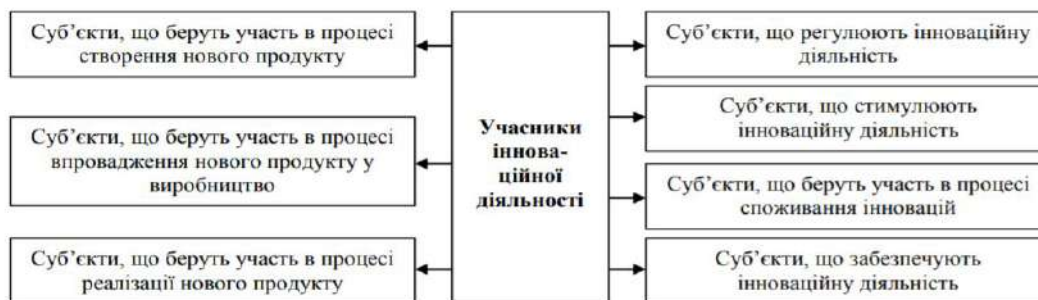 Суб’єкти, що беруть участь в процесі
створення нового продукту
Суб’єкти, що беруть участь в процесі
впровадження нового продукту у
виробництво
Суб’єкти, що беруть участь в процесі
реалізації нового продукту
Учасники
іннова-
ційної
діяльності
Суб’єкти, що регулюють інноваційну
діяльність
Суб’єкти, що стимулюють
інноваційну діяльність
Суб’єкти, що беруть участь в процесі
споживання інновацій
Суб’єкти, що забезпечують
інноваційну діяльність